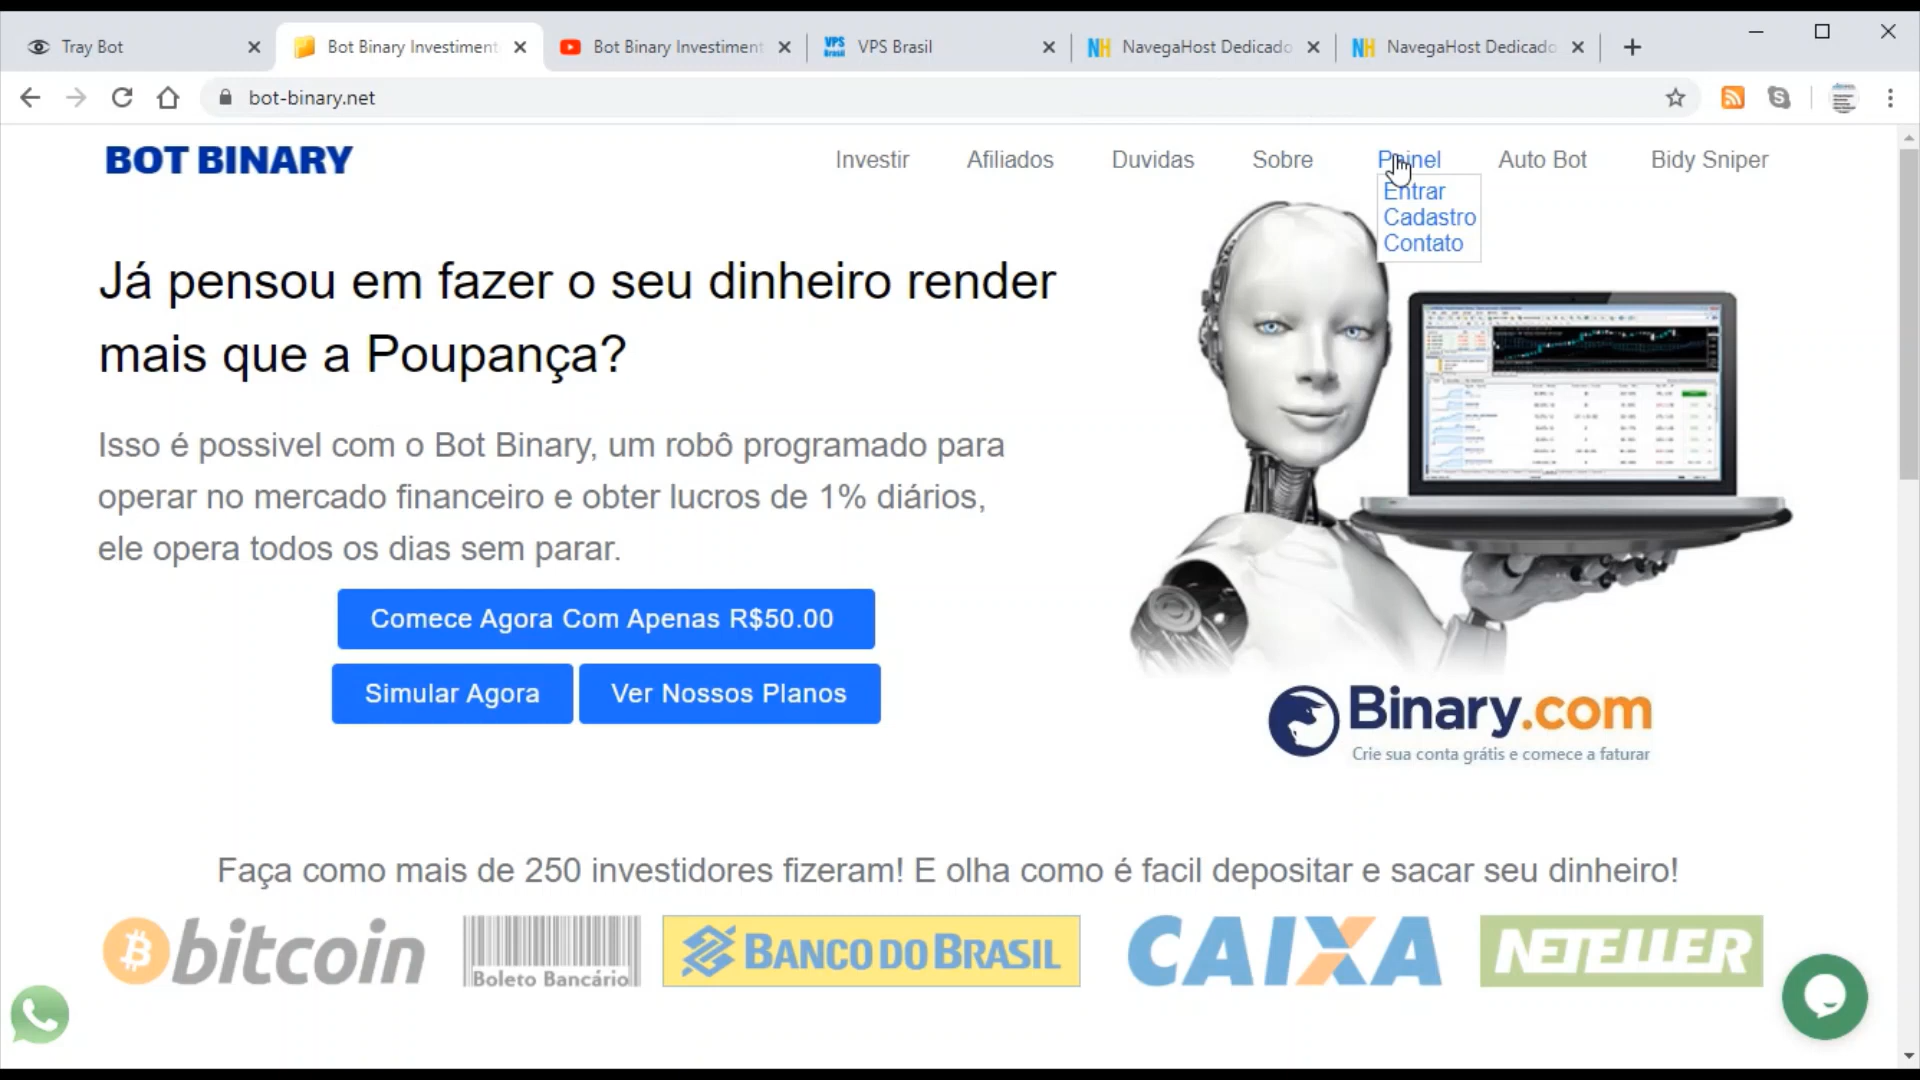 Tray Bot
Bot Binary Investiment
Bot Binary Investiment
VPS Brasil
VPS Brasil
NH NavegaHost Dedicado
NH NavegaHost Dedicado
bot-binary.net
BOT BINARY
Investir
Afiliados
Duvidas
Sobre
Painel
Auto Bot
Bidy Sniper
Entrar
Cadastro
Contato
Já pensou em fazer o seu dinheiro render
mais que a Poupança?
Isso é possivel com o Bot Binary, um robô programado para
operar no mercado financeiro e obter lucros de 1% diários,
ele opera todos os dias sem parar.
Comece Agora Com Apenas R$50.00
Simular Agora
Ver Nossos Planos
Binary.com
Crie sua conta grátis e comece a faturar
Faça como mais de 250 investidores fizeram! E olha como é facil depositar e sacar seu dinheiro!
bitcoin
Boleto Bancário
BANCO DO BRASIL
CAIXA
NETELLER